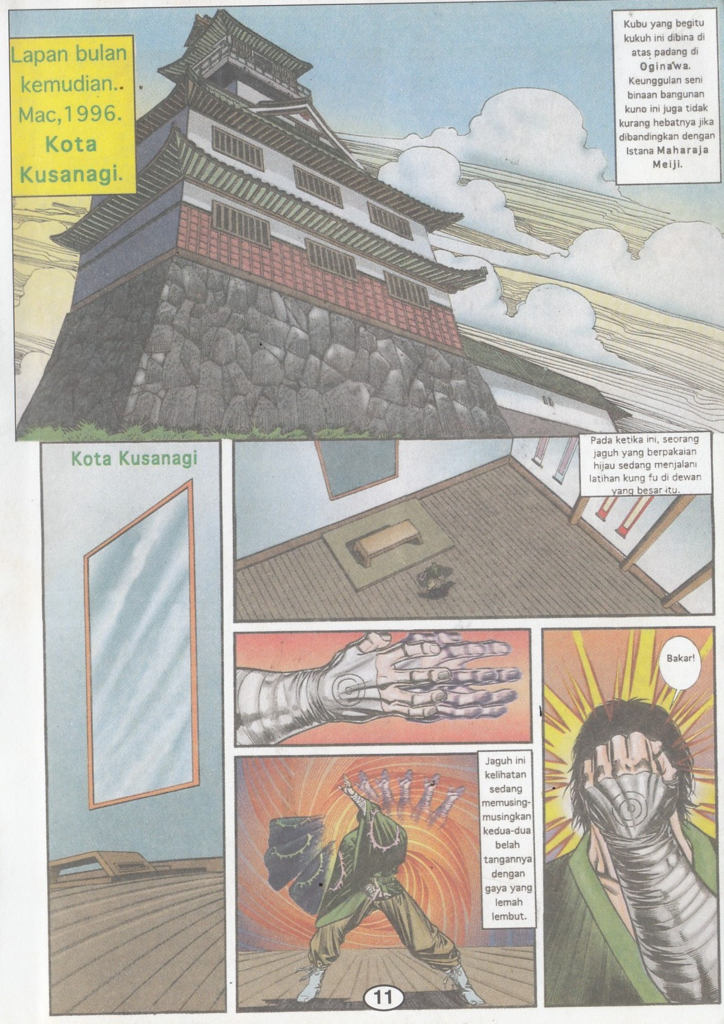 Lapan bulan
kemudian..
Mac,1996.
Kota
Kusanagi.
Kubu yang begitu
kukuh ini dibina di
atas padang di
Oginawa.
Keunggulan seni
binaan bangunan
kuno ini juga tidak
kurang hebatnya jika
dibandingkan dengan
Istana Maharaja
Meiji.
Kota Kusanagi
Pada ketika ini, seorang
jaguh yang berpakaian
hijau sedang menjalani
latihan kung fu di dewan
yang besar itu.
Bakar!
Jaguh ini
kelihatan
sedang
memusing-
musingkan
kedua-dua
belah
tangannya
dengan
gaya yang
lemah
lembut.
11